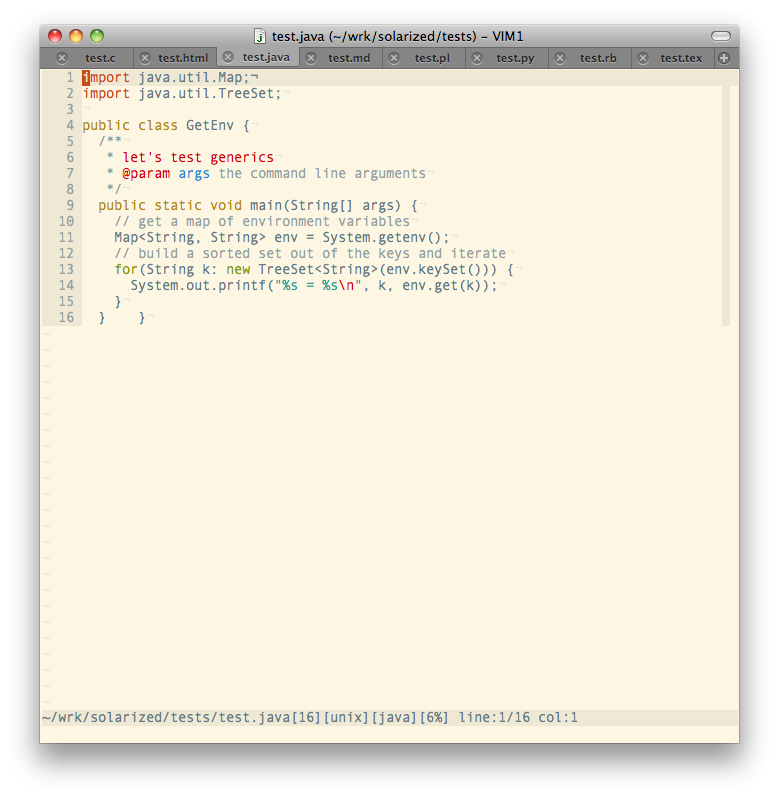 test.java (~/wrk/solarized/tests) – VIM1
test.c test.html test.java test.md test.pl test.py test.rb test.tex
1 import java.util.Map;¬
2 import java.util.TreeSet;¬
3 ¬
4 public class GetEnv {¬
5   /**¬
6    * let's test generics¬
7    * @param args the command line arguments¬
8    */¬
9   public static void main(String[] args) {¬
10     // get a map of environment variables¬
11     Map<String, String> env = System.getenv();¬
12     // build a sorted set out of the keys and iterate¬
13     for(String k: new TreeSet<String>(env.keySet())) {¬
14       System.out.printf("%s = %s\n", k, env.get(k));¬
15     }¬
16   }    }¬
~/wrk/solarized/tests/test.java[16][unix][java][6%] line:1/16 col:1